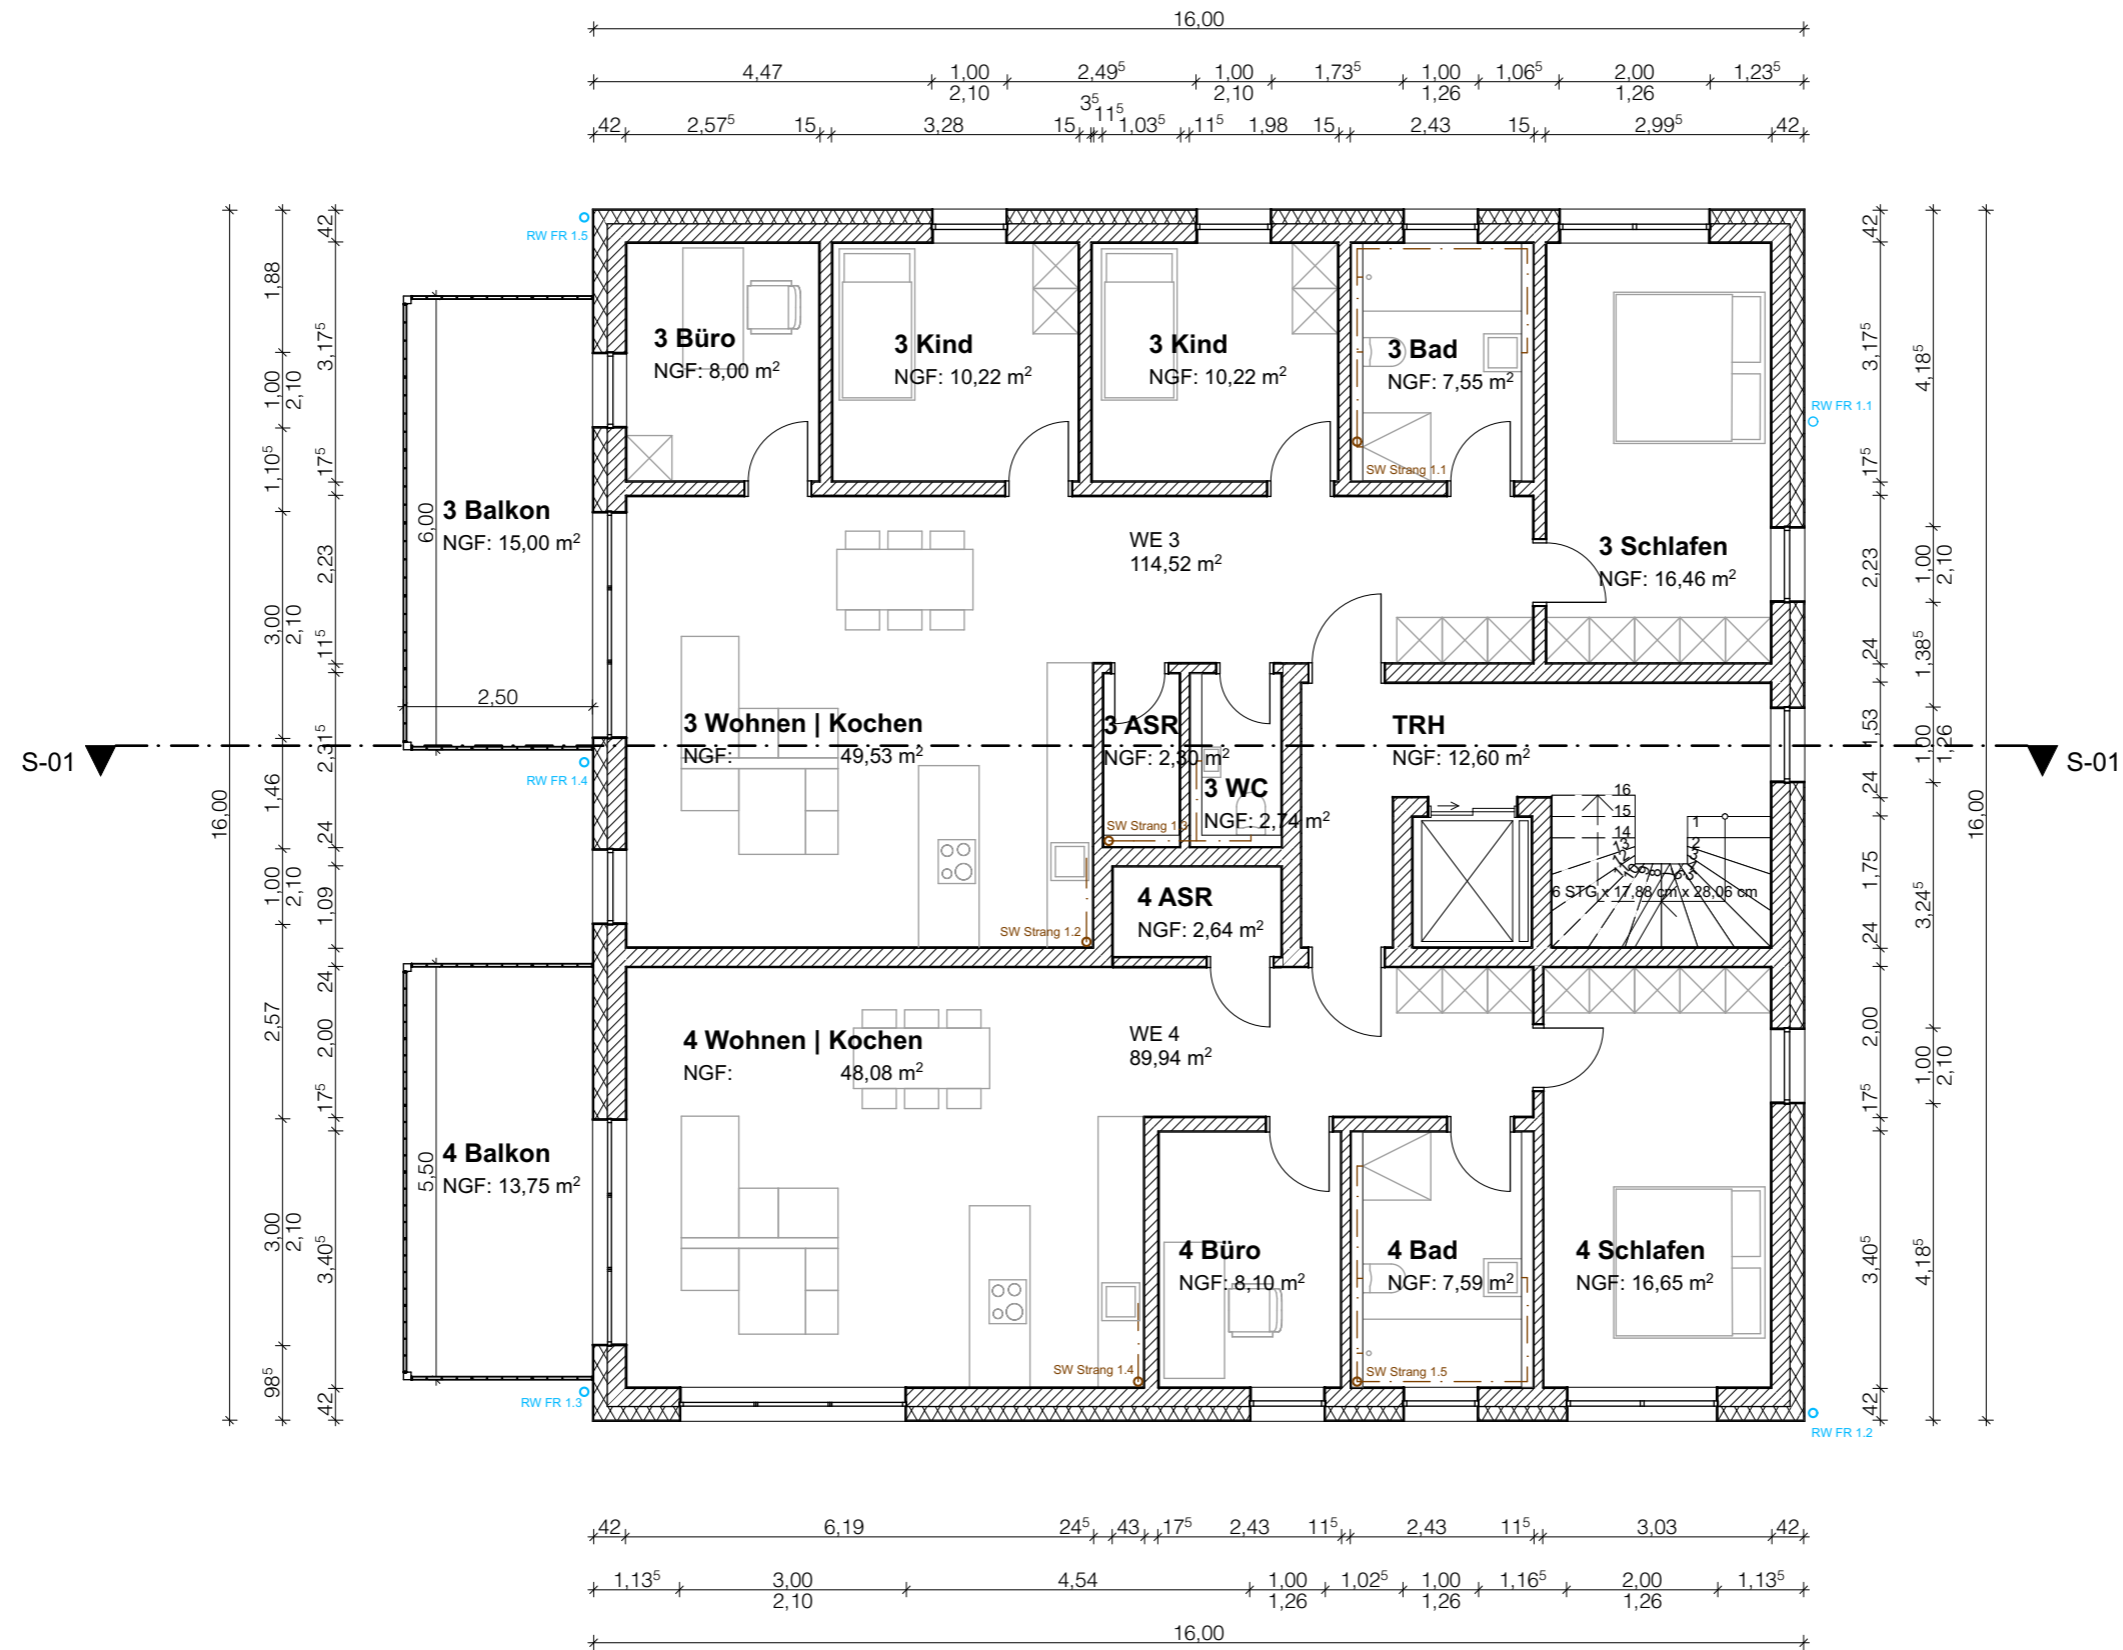 16,00
4,47 1,00 2,49⁵ 1,00 1,73⁵ 1,00 1,06⁵ 2,00 1,23⁵
2,10 2,10 1,26 1,26
42 2,57⁵ 15 3,28 15 3⁵ 11⁵ 1,03⁵ 11⁵ 1,98 15 2,43 15 2,99⁵ 42
RW FR 1.5
3 Büro
NGF: 8,00 m²
3 Kind
NGF: 10,22 m²
3 Kind
NGF: 10,22 m²
3 Bad
NGF: 7,55 m²
SW Strang 1.1
RW FR 1.1
3 Balkon
NGF: 15,00 m²
6,00
2,50
WE 3
114,52 m²
3 Schlafen
NGF: 16,46 m²
3 Wohnen | Kochen
NGF: 49,53 m²
3 ASR
NGF: 2,30 m²
3 WC
NGF: 2,74 m²
TRH
NGF: 12,60 m²
S-01
S-01
RW FR 1.4
SW Strang 1.3
SW Strang 1.2
4 ASR
NGF: 2,64 m²
16
15
14
13
12
11
10
9
8
5
3
2
1
6 STG x 17,88 cm x 28,06 cm
4 Wohnen | Kochen
NGF: 48,08 m²
WE 4
89,94 m²
4 Balkon
NGF: 13,75 m²
5,50
4 Büro
NGF: 8,10 m²
4 Bad
NGF: 7,59 m²
4 Schlafen
NGF: 16,65 m²
SW Strang 1.4
SW Strang 1.5
RW FR 1.3
RW FR 1.2
16,00
1,88 1,00 1,10⁵ 3,00 1,46 1,00 2,57 3,00 98⁵
2,10 2,10 2,10 2,10
42 3,17⁵ 17⁵ 2,23 11⁵ 2,31⁵ 24 1,09 24 2,00 17⁵ 3,40⁵ 42
42 3,17⁵ 17⁵ 2,23 24 1,53 24 1,75 24 2,00 17⁵ 3,40⁵ 42
4,18⁵ 1,00 1,38⁵ 1,00 3,24⁵ 1,00 4,18⁵
2,10 1,26 2,10
16,00
42 6,19 24⁵ 43 17⁵ 2,43 11⁵ 2,43 11⁵ 3,03 42
1,13⁵ 3,00 4,54 1,00 1,02⁵ 1,00 1,16⁵ 2,00 1,13⁵
2,10 1,26 1,26 1,26
16,00